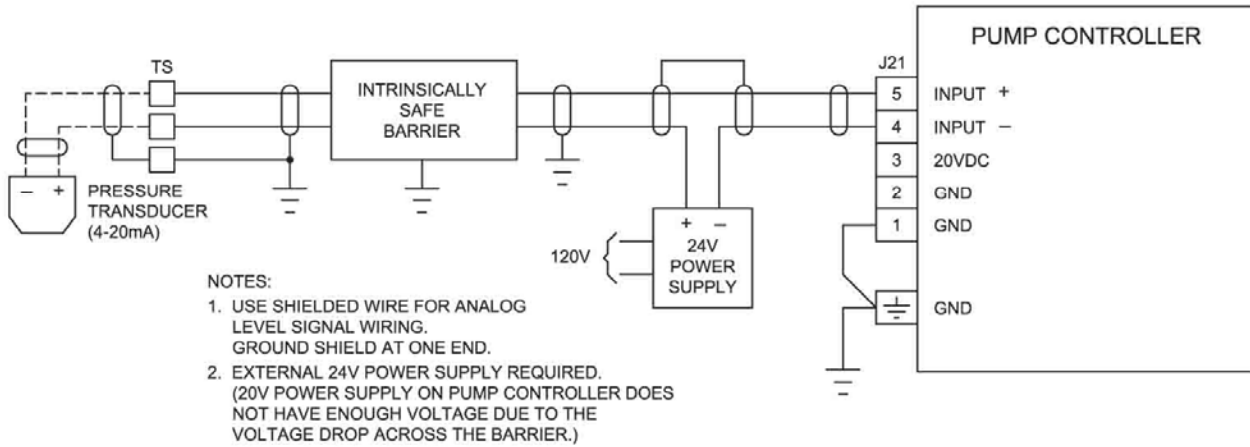 PUMP CONTROLLER
J21
5 INPUT +
4 INPUT −
3 20VDC
2 GND
1 GND
GND
TS
INTRINSICALLY
SAFE
BARRIER
− +
PRESSURE
TRANSDUCER
(4-20mA)
+ −
24V
POWER
SUPPLY
120V
NOTES:
1. USE SHIELDED WIRE FOR ANALOG
LEVEL SIGNAL WIRING.
GROUND SHIELD AT ONE END.
2. EXTERNAL 24V POWER SUPPLY REQUIRED.
(20V POWER SUPPLY ON PUMP CONTROLLER DOES
NOT HAVE ENOUGH VOLTAGE DUE TO THE
VOLTAGE DROP ACROSS THE BARRIER.)